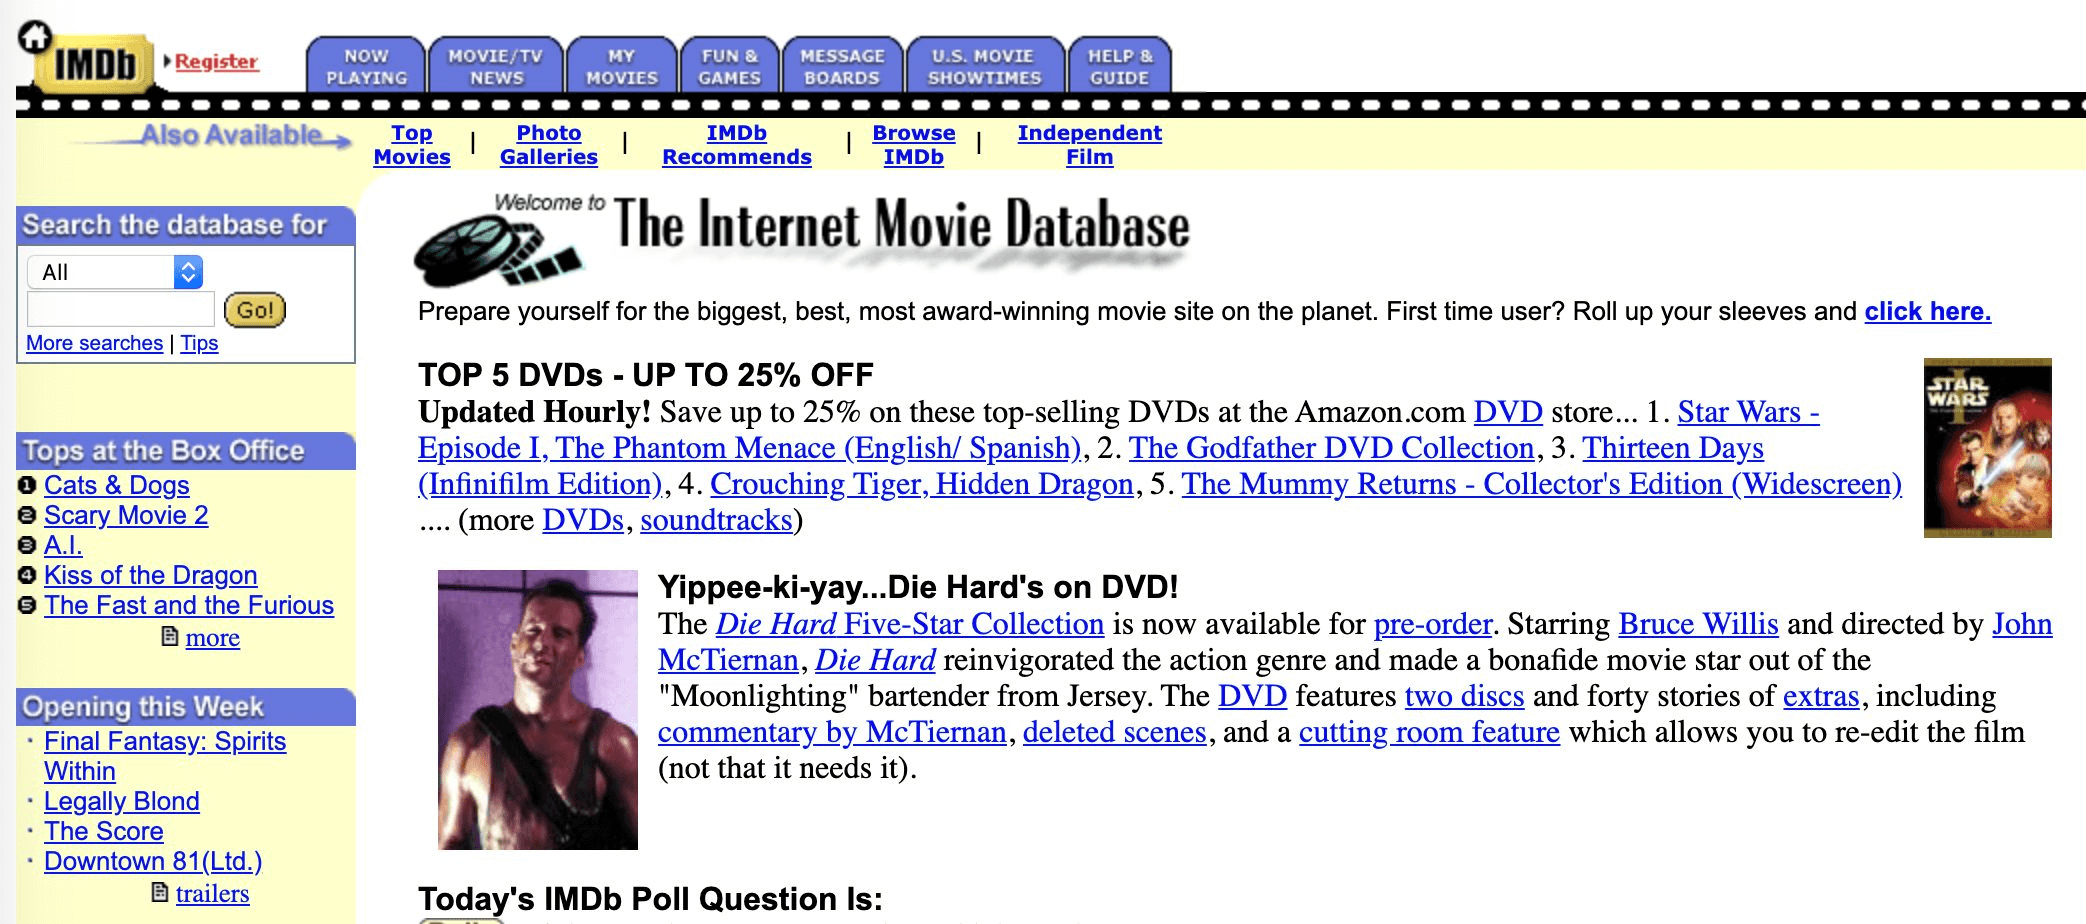 IMDb
Register
NOW PLAYING
MOVIE/TV NEWS
MY MOVIES
FUN & GAMES
MESSAGE BOARDS
U.S. MOVIE SHOWTIMES
HELP & GUIDE
Also Available
Top Movies | Photo Galleries | IMDb Recommends | Browse IMDb | Independent Film
Search the database for
All
Go!
More searches | Tips
Tops at the Box Office
1 Cats & Dogs
2 Scary Movie 2
3 A.I.
4 Kiss of the Dragon
5 The Fast and the Furious
more
Opening this Week
· Final Fantasy: Spirits
Within
· Legally Blond
· The Score
· Downtown 81(Ltd.)
trailers
Welcome to The Internet Movie Database
Prepare yourself for the biggest, best, most award-winning movie site on the planet. First time user? Roll up your sleeves and click here.
TOP 5 DVDs - UP TO 25% OFF
Updated Hourly! Save up to 25% on these top-selling DVDs at the Amazon.com DVD store... 1. Star Wars -
Episode I, The Phantom Menace (English/ Spanish), 2. The Godfather DVD Collection, 3. Thirteen Days
(Infinifilm Edition), 4. Crouching Tiger, Hidden Dragon, 5. The Mummy Returns - Collector's Edition (Widescreen)
.... (more DVDs, soundtracks)
STAR
WARS
I
Yippee-ki-yay...Die Hard's on DVD!
The Die Hard Five-Star Collection is now available for pre-order. Starring Bruce Willis and directed by John
McTiernan, Die Hard reinvigorated the action genre and made a bonafide movie star out of the
"Moonlighting" bartender from Jersey. The DVD features two discs and forty stories of extras, including
commentary by McTiernan, deleted scenes, and a cutting room feature which allows you to re-edit the film
(not that it needs it).
Today's IMDb Poll Question Is: